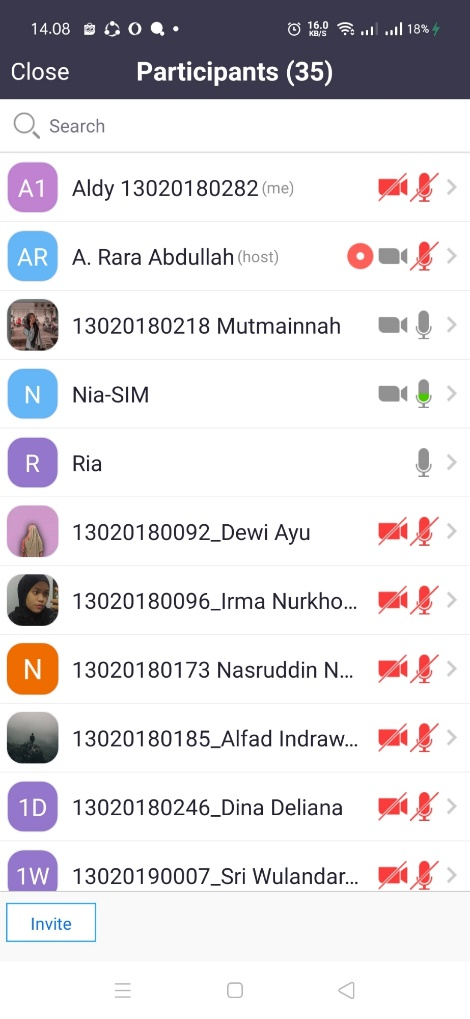 14.08
16.0
KB/S
18%
Close
Participants (35)
Search
A1
Aldy 13020180282 (me)
AR
A. Rara Abdullah (host)
13020180218 Mutmainnah
N
Nia-SIM
R
Ria
13020180092_Dewi Ayu
13020180096_Irma Nurkho...
N
13020180173 Nasruddin N...
13020180185_Alfad Indraw...
1D
13020180246_Dina Deliana
1W
13020190007_Sri Wulandar...
Invite